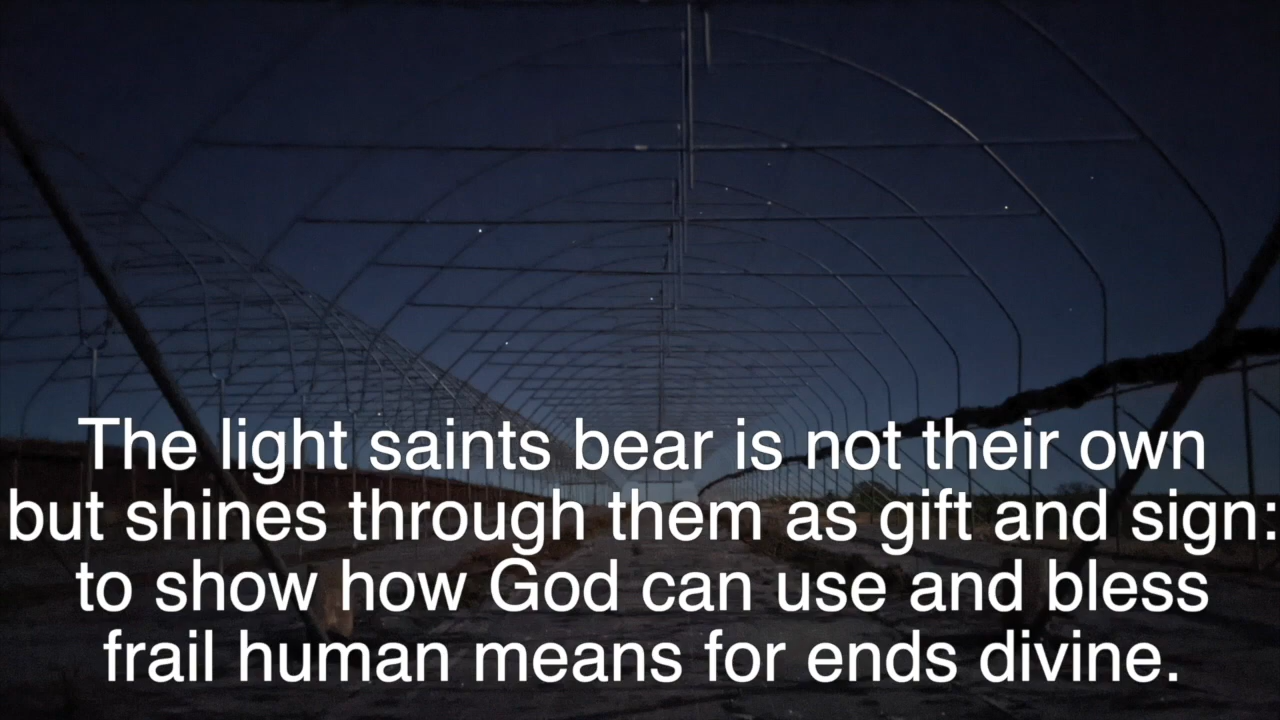 The light saints bear is not their own
but shines through them as gift and sign:
to show how God can use and bless
frail human means for ends divine.